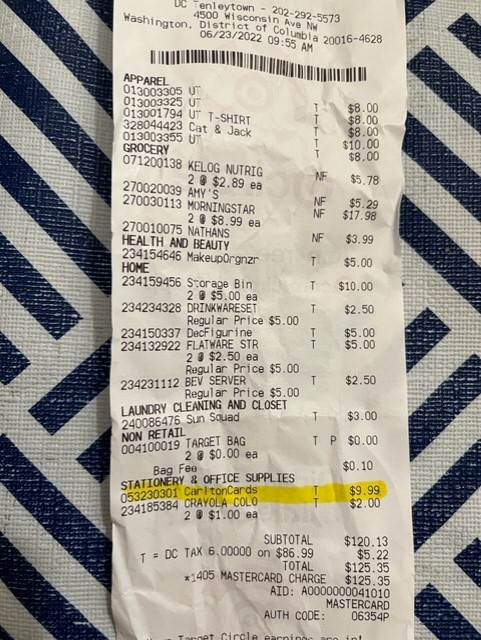 DC Tenleytown - 202-292-5573
4500 Wisconsin Ave NW
Washington, District of Columbia 20016-4628
06/23/2022 09:55 AM
APPAREL
013003305 UT T $8.00
013003325 UT T $8.00
013001794 UT T-SHIRT T $8.00
328044423 Cat & Jack T $10.00
013003355 UT T $8.00
GROCERY
071200138 KELOG NUTRIG NF $5.78
2 @ $2.89 ea
270020039 AMY'S NF $5.29
270030113 MORNINGSTAR NF $17.98
2 @ $8.99 ea
270010075 NATHANS NF $3.99
HEALTH AND BEAUTY
234154646 MakeupOrgnzr T $5.00
HOME
234159456 Storage Bin T $10.00
2 @ $5.00 ea
234234328 DRINKWARESET T $2.50
Regular Price $5.00
234150337 DecFigurine T $5.00
234132922 FLATWARE STR T $5.00
2 @ $2.50 ea
Regular Price $5.00
234231112 BEV SERVER T $2.50
Regular Price $5.00
LAUNDRY CLEANING AND CLOSET
240086476 Sun Squad T $3.00
NON RETAIL
004100019 TARGET BAG T P $0.00
2 @ $0.00 ea
Bag Fee $0.10
STATIONERY & OFFICE SUPPLIES
053230301 CarltonCards T $9.99
234185384 CRAYOLA COLO T $2.00
2 @ $1.00 ea
SUBTOTAL $120.13
T = DC TAX 6.00000 on $86.99 $5.22
TOTAL $125.35
*1405 MASTERCARD CHARGE $125.35
AID: A0000000041010
MASTERCARD
AUTH CODE: 06354P
Target Circle earnings are in!